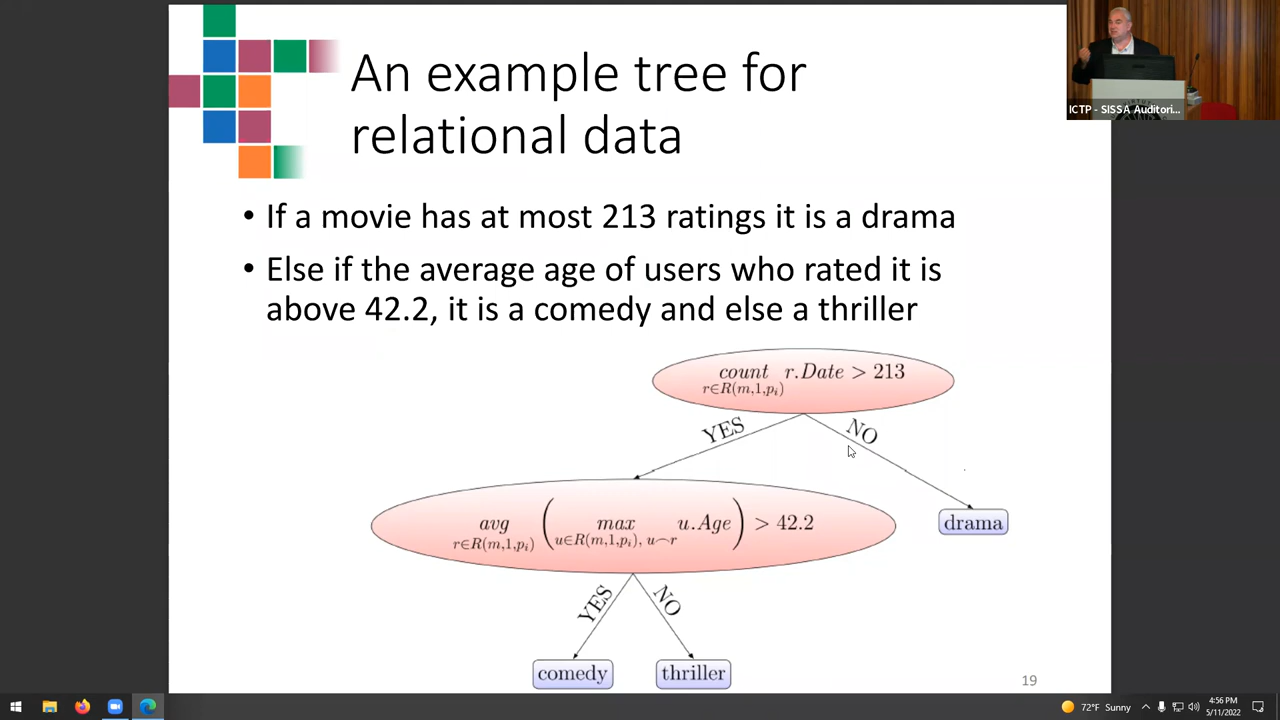 An example tree for
relational data
ICTP - SISSA Auditori...
• If a movie has at most 213 ratings it is a drama
• Else if the average age of users who rated it is
above 42.2, it is a comedy and else a thriller
count r.Date > 213
r∈R(m,1,p_i)
YES
NO
avg ( max u.Age ) > 42.2
r∈R(m,1,p_i) u∈R(m,1,p_i), u⌢r
drama
YES
NO
comedy
thriller
19
72°F Sunny
4:56 PM
5/11/2022